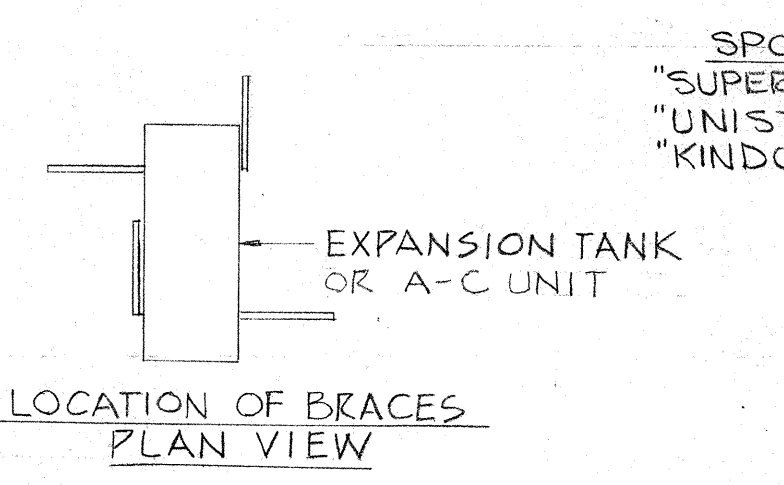 EXPANSION TANK
OR A-C UNIT
LOCATION OF BRACES
PLAN VIEW